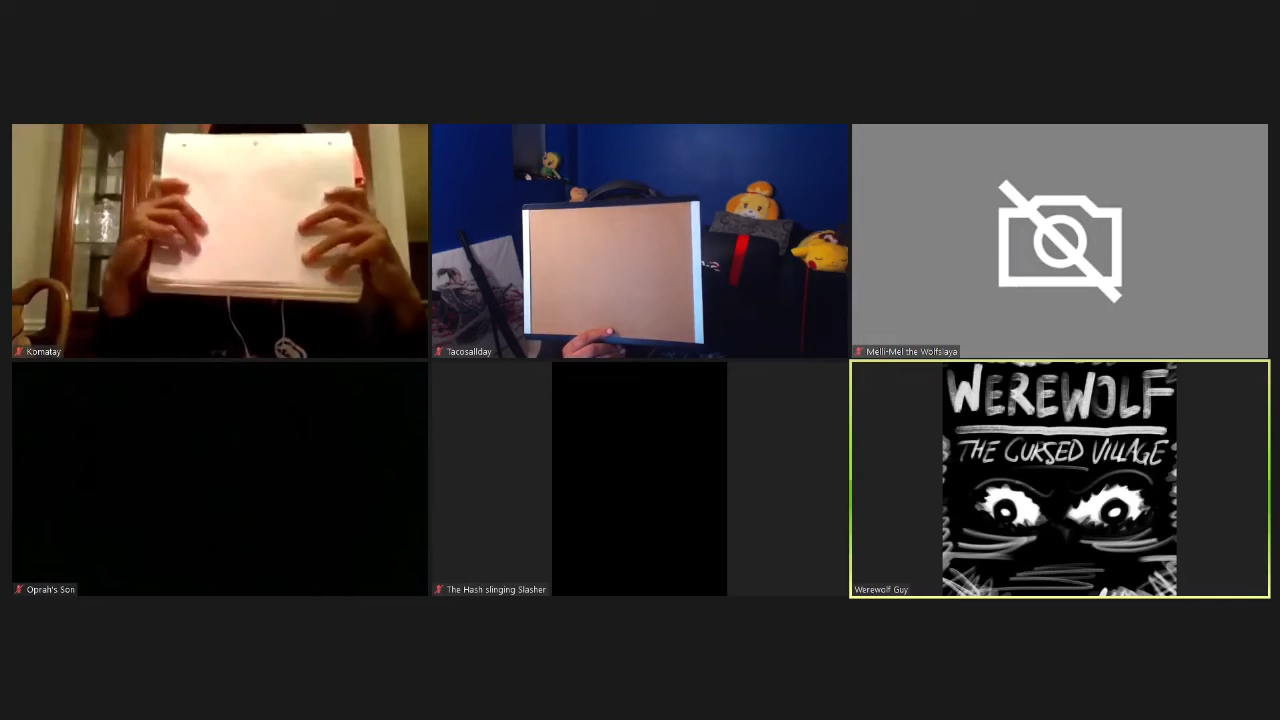 Komatay
Tacosallday
Melli-Mel the Wolfslaya
Oprah's Son
The Hash slinging Slasher
WEREWOLF
THE CURSED VILLAGE
Werewolf Guy